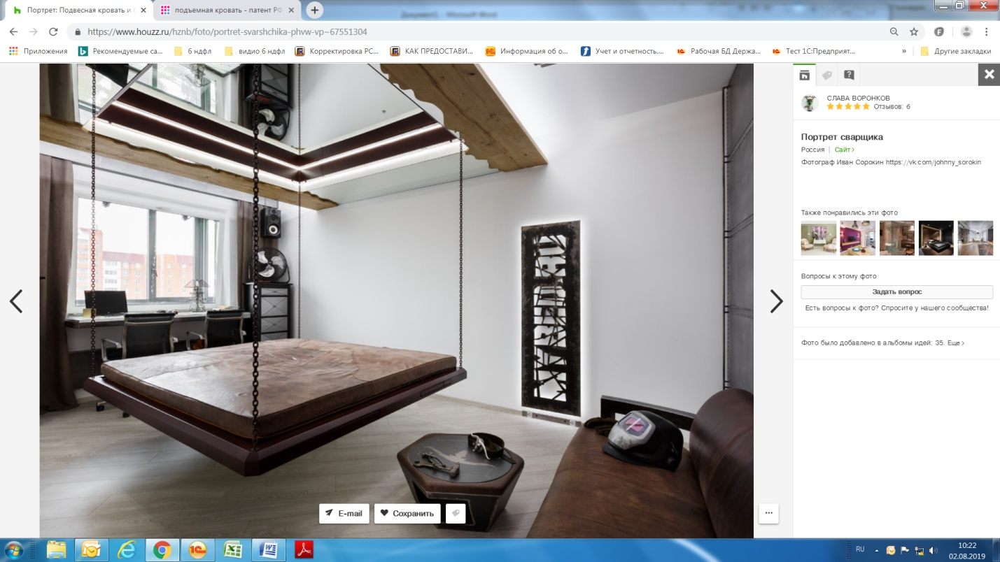 Портрет: Подвесная кровать и
подъемная кровать - патент РФ
https://www.houzz.ru/hznb/foto/portret-svarshchika-phvw-vp~67551304
Приложения
Рекомендуемые са...
6 ндфл
видио 6 ндфл
Корректировка РС...
КАК ПРЕДОСТАВИ...
Информация об о...
Учет и отчетность,...
Рабочая БД Держа...
Тест 1С:Предприят...
»
Другие закладки
СЛАВА ВОРОНКОВ
Отзывов: 6
Портрет сварщика
Россия | Сайт ›
Фотограф Иван Сорокин https://vk.com/johnny_sorokin
Также понравились эти фото
Вопросы к этому фото
Задать вопрос
Есть вопросы к фото? Спросите у нашего сообщества!
Фото было добавлено в альбомы идей: 35. Еще ›
E-mail
Сохранить
RU
10:22
02.08.2019